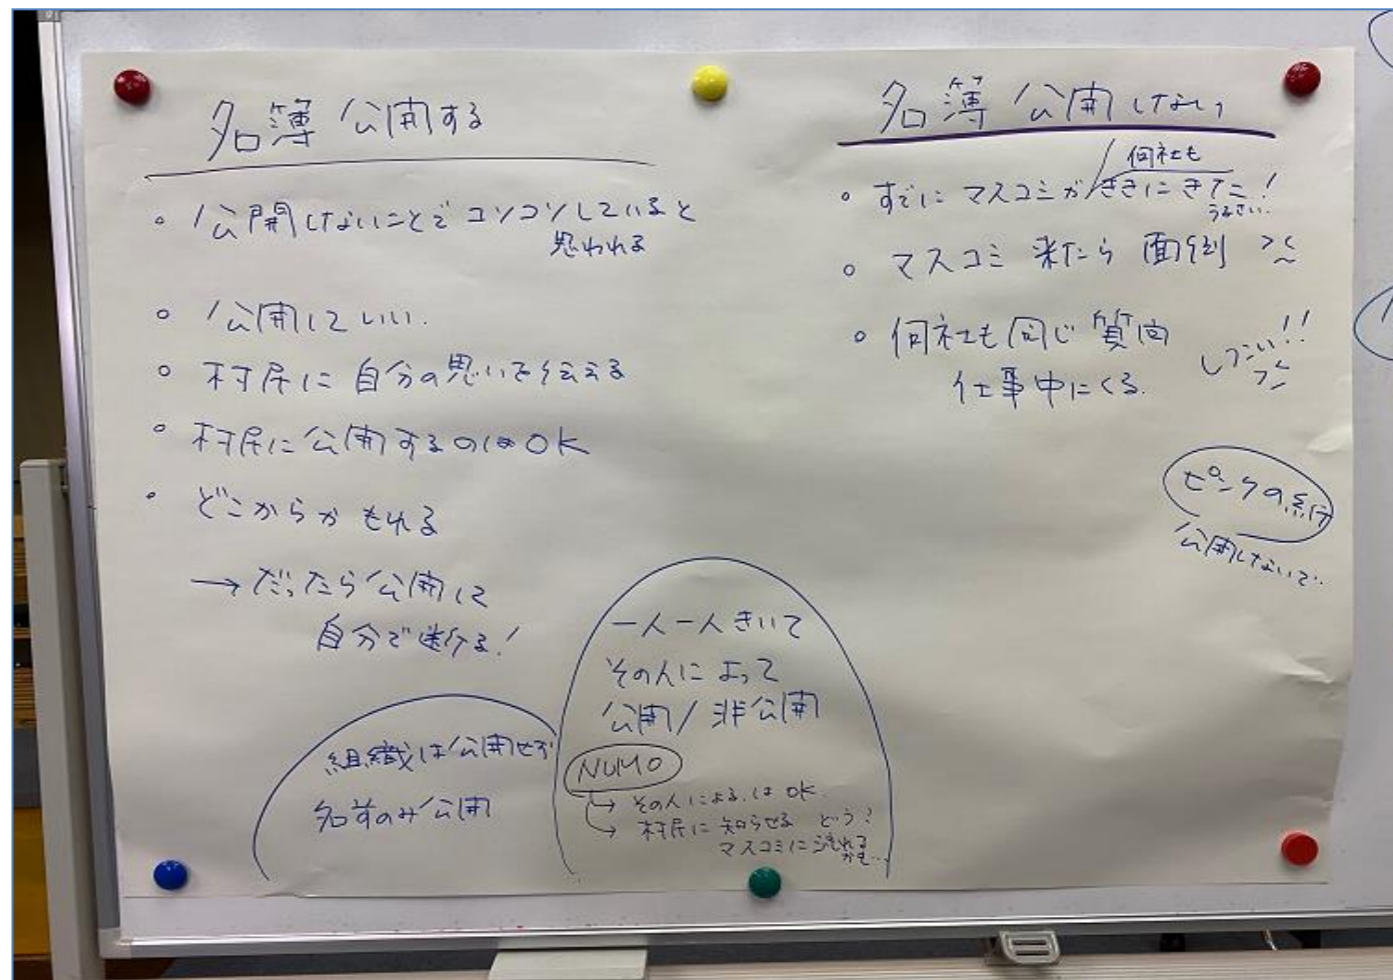 名簿 公開する
・公開しないことでコソコソしていると
思われる
・公開していい.
・村民に 自分の思いを伝える
・村民に公開するのはOK
・どこからか もれる
→だったら公開して
自分で受ける!
組織は公開せず
名前のみ公開
一人一人きいて
その人によって
公開/非公開
NUMO
→その人による.はOK.
→村民に知らせる どう?
マスコミに流れる
かも…
名簿 公開しない
何社も
・すでに マスコミが ききに きてた!
うるさい..
・マスコミ 来たら 面倒
・何社も同じ質問
仕事中にくる.
しつこい!!
公開しないで..